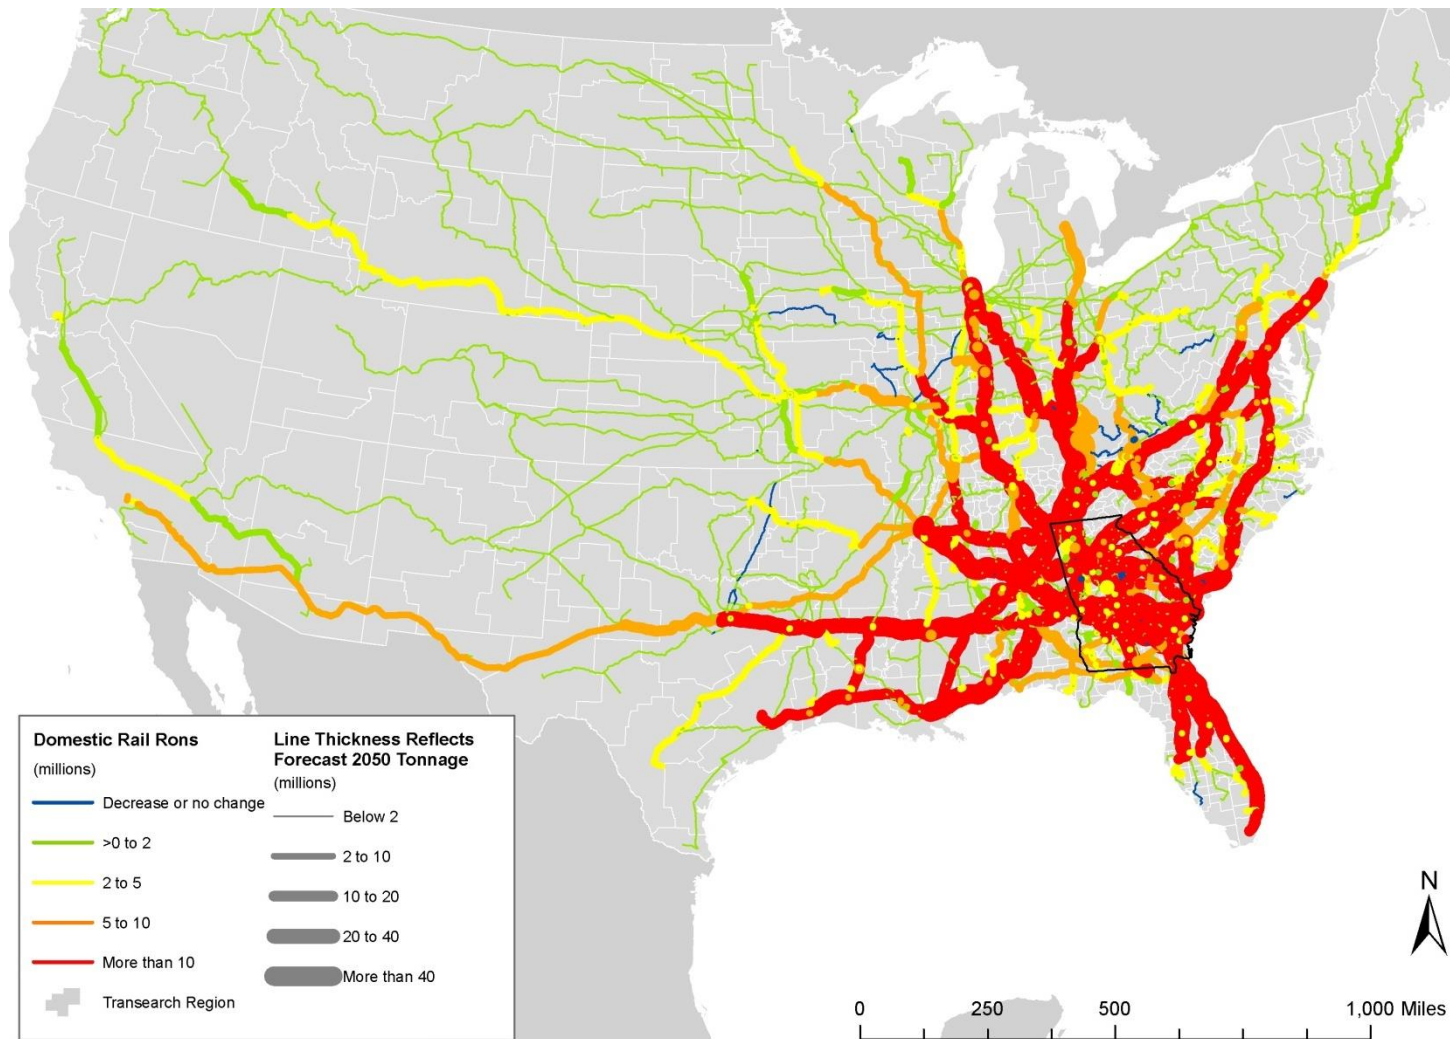 Domestic Rail Rons
(millions)
Decrease or no change
>0 to 2
2 to 5
5 to 10
More than 10
Transearch Region
Line Thickness Reflects
Forecast 2050 Tonnage
(millions)
Below 2
2 to 10
10 to 20
20 to 40
More than 40
N
0 250 500 1,000 Miles